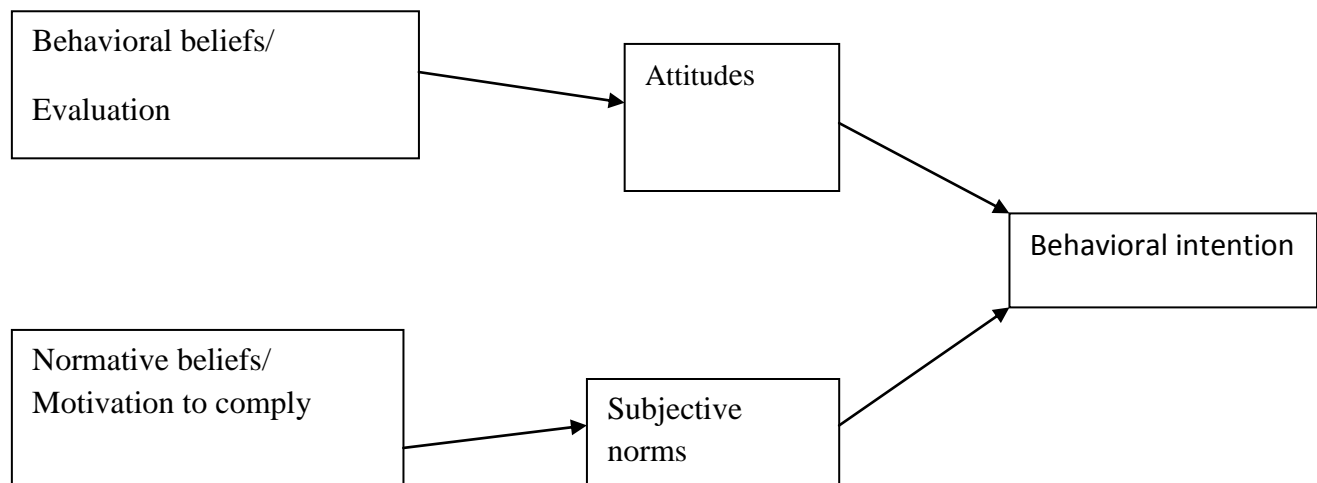 Behavioral beliefs/
Evaluation
Attitudes
Behavioral intention
Normative beliefs/
Motivation to comply
Subjective
norms